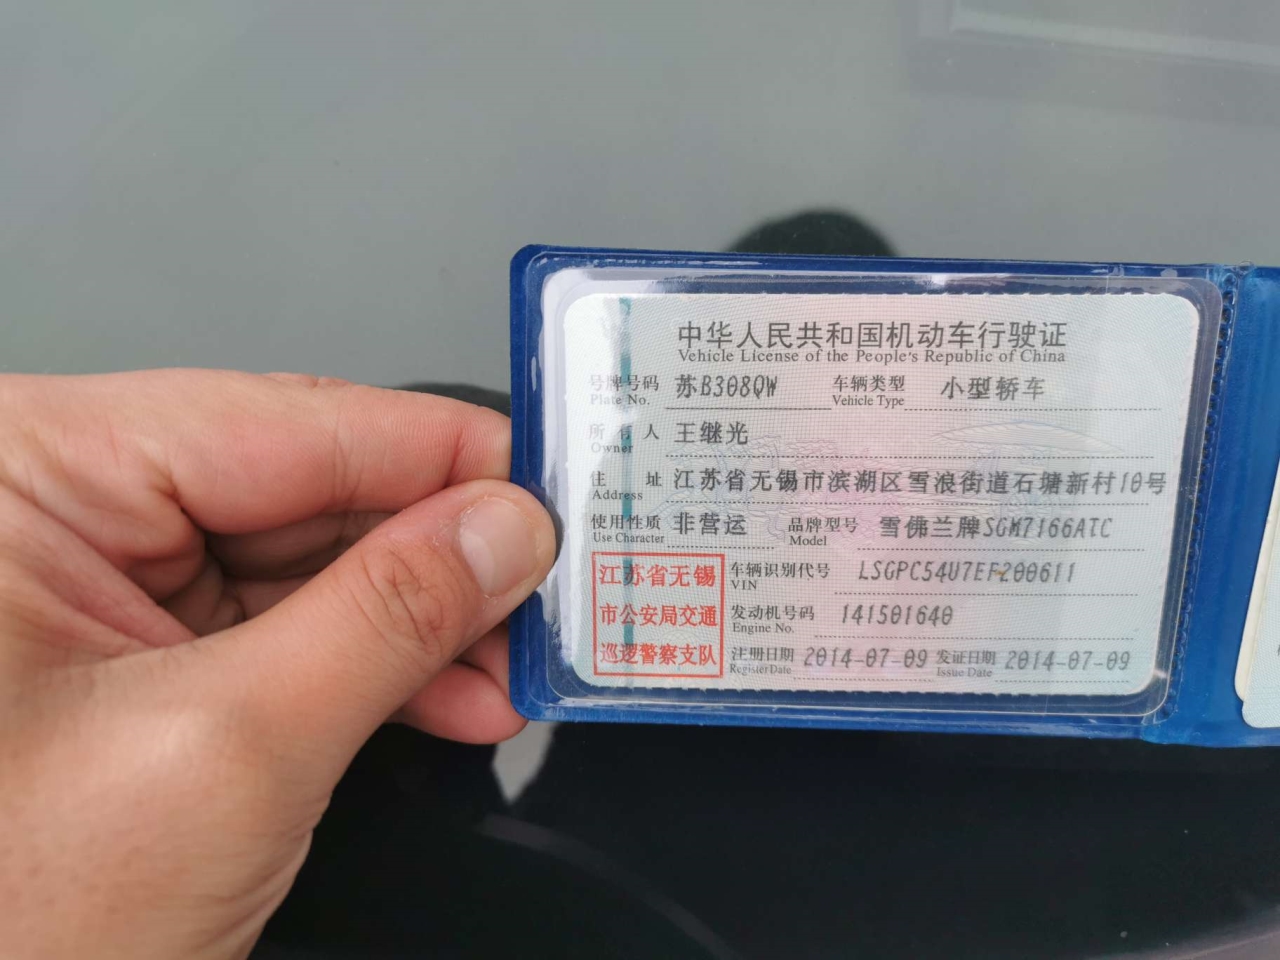 中华人民共和国机动车行驶证
Vehicle License of the People's Republic of China
号牌号码 苏B308QW 车辆类型 小型轿车
Plate No. Vehicle Type
所有人 王继光
Owner
住址 江苏省无锡市滨湖区雪浪街道石塘新村10号
Address
使用性质 非营运 品牌型号 雪佛兰牌SGM7166ATC
Use Character Model
江苏省无锡
市公安局交通
巡逻警察支队
车辆识别代号 LSGPC54U7EF200611
VIN
发动机号码 141501640
Engine No.
注册日期 2014-07-09 发证日期 2014-07-09
Register Date Issue Date